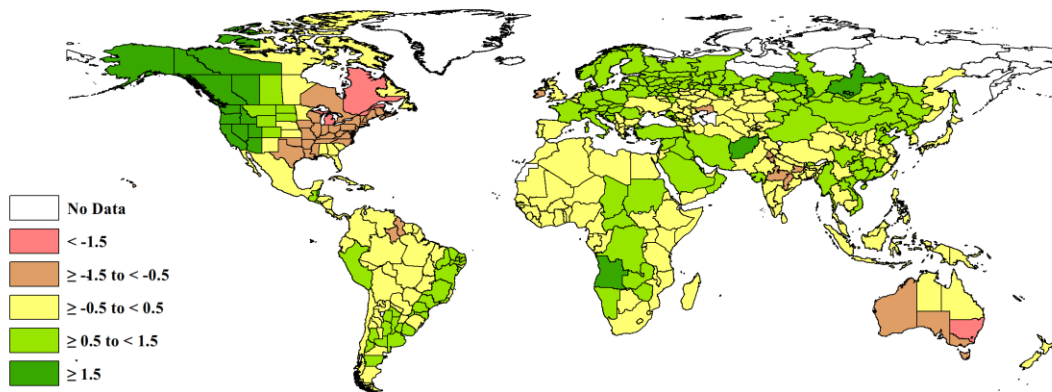 No Data
< -1.5
≥ -1.5 to < -0.5
≥ -0.5 to < 0.5
≥ 0.5 to < 1.5
≥ 1.5